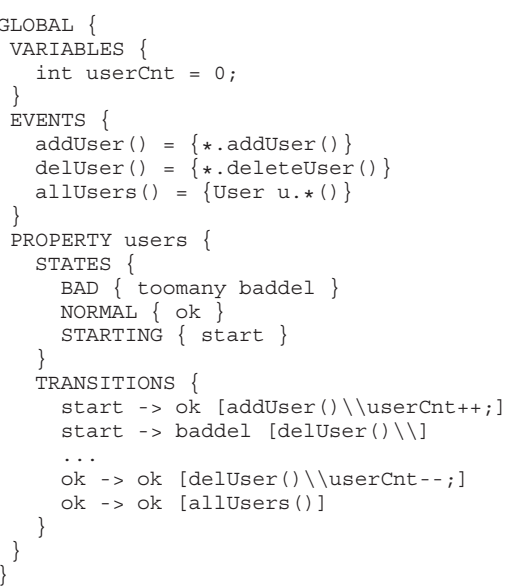 GLOBAL {
VARIABLES {
int userCnt = 0;
}
EVENTS {
addUser() = {*.addUser()}
delUser() = {*.deleteUser()}
allUsers() = {User u.*()}
}
PROPERTY users {
STATES {
BAD { toomany baddel }
NORMAL { ok }
STARTING { start }
}
TRANSITIONS {
start -> ok [addUser()\\userCnt++;]
start -> baddel [delUser()\\]
...
ok -> ok [delUser()\\userCnt--;]
ok -> ok [allUsers()]
}
}
}